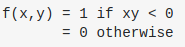 f(x,y) = 1 if xy < 0
= 0 otherwise